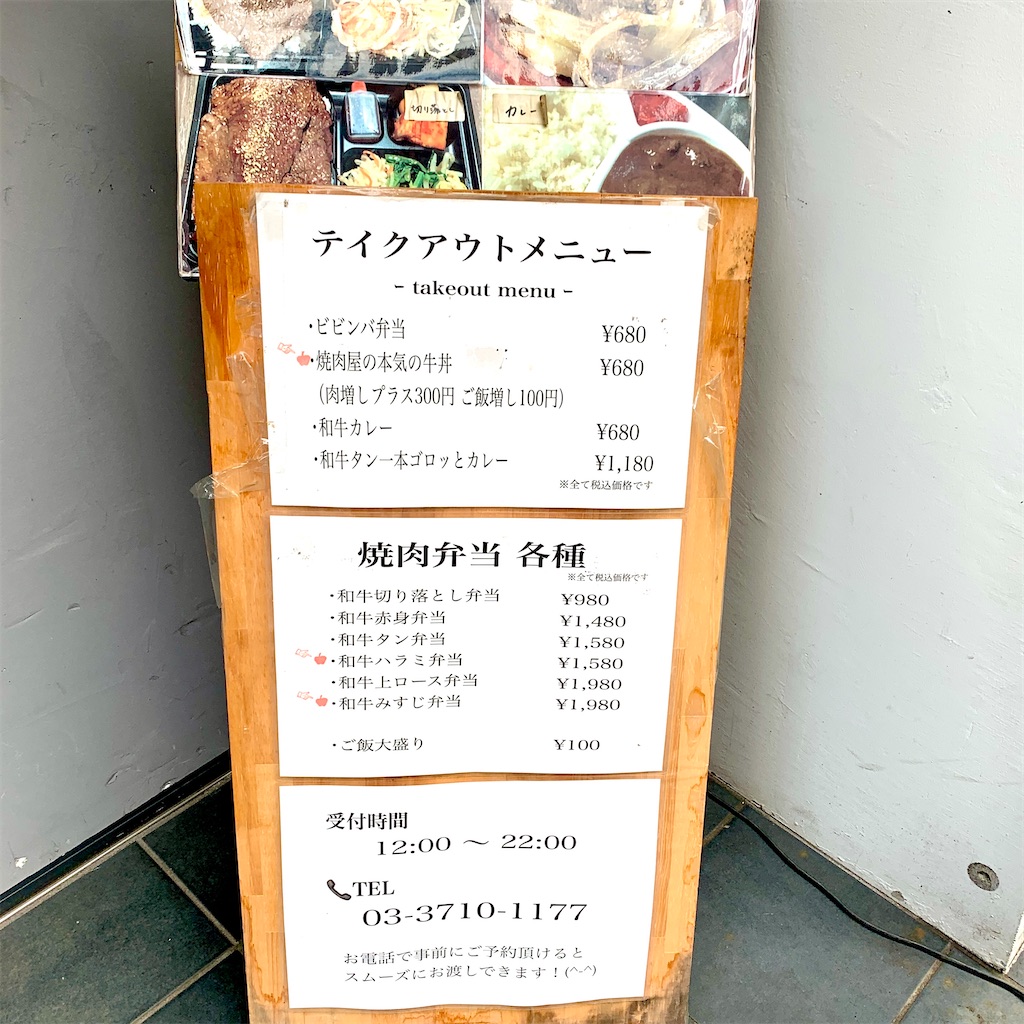 切り落とし
カレー
テイクアウトメニュー
- takeout menu -
・ビビンバ弁当 ¥680
・焼肉屋の本気の牛丼 ¥680
(肉増しプラス300円 ご飯増し100円)
・和牛カレー ¥680
・和牛タン一本ゴロッとカレー ¥1,180
※全て税込価格です
焼肉弁当 各種
※全て税込価格です
・和牛切り落とし弁当 ¥980
・和牛赤身弁当 ¥1,480
・和牛タン弁当 ¥1,580
・和牛ハラミ弁当 ¥1,580
・和牛上ロース弁当 ¥1,980
・和牛みすじ弁当 ¥1,980
・ご飯大盛り ¥100
受付時間
12:00 〜 22:00
TEL
03-3710-1177
お電話で事前にご予約頂けると
スムーズにお渡しできます!(^-^)